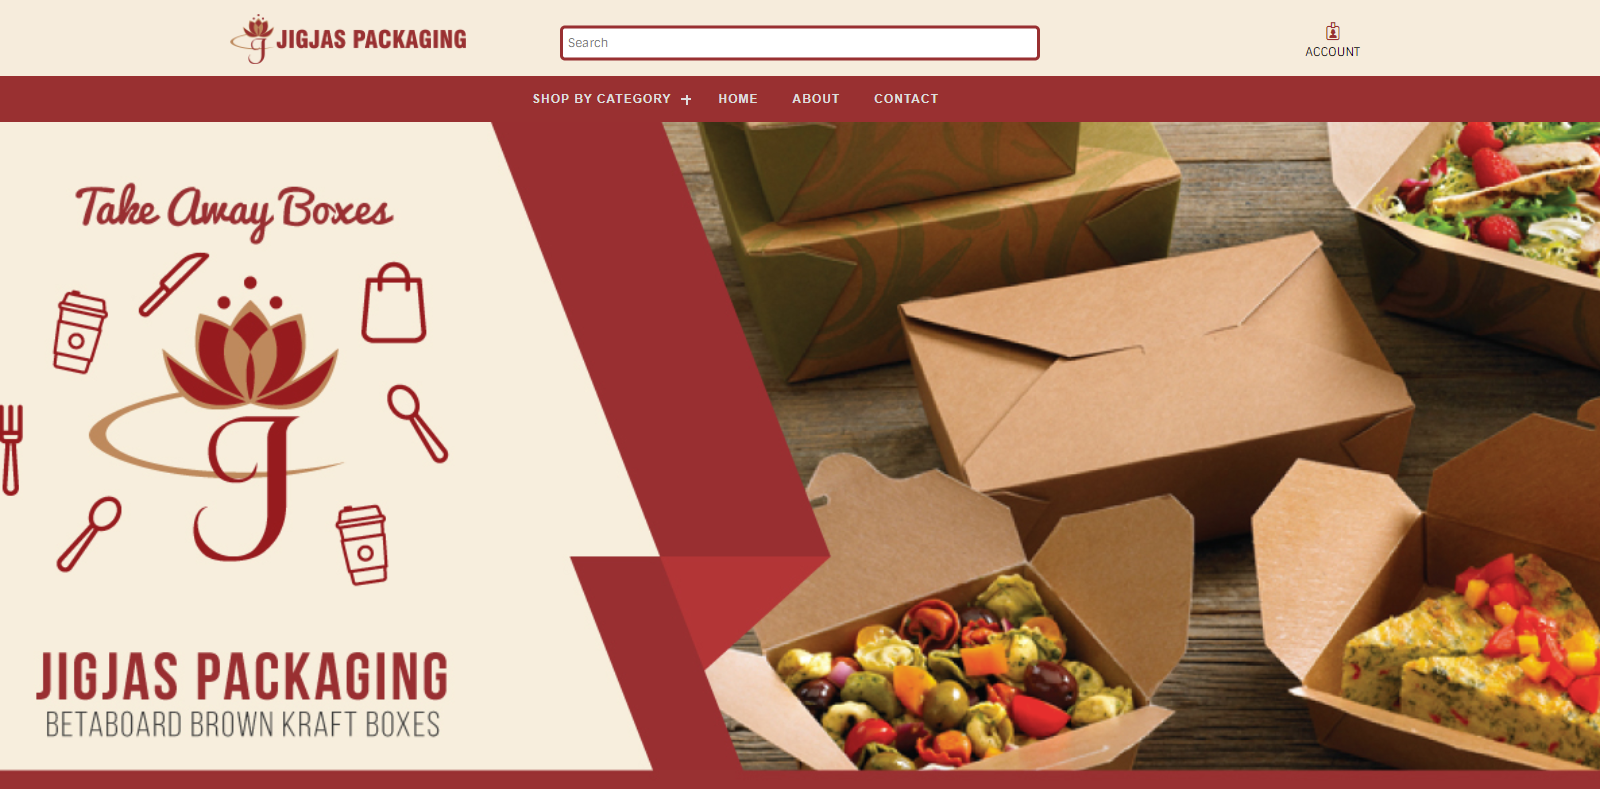 JIGJAS PACKAGING
Search
ACCOUNT
SHOP BY CATEGORY + HOME ABOUT CONTACT
Take Away Boxes
J
JIGJAS PACKAGING
BETABOARD BROWN KRAFT BOXES